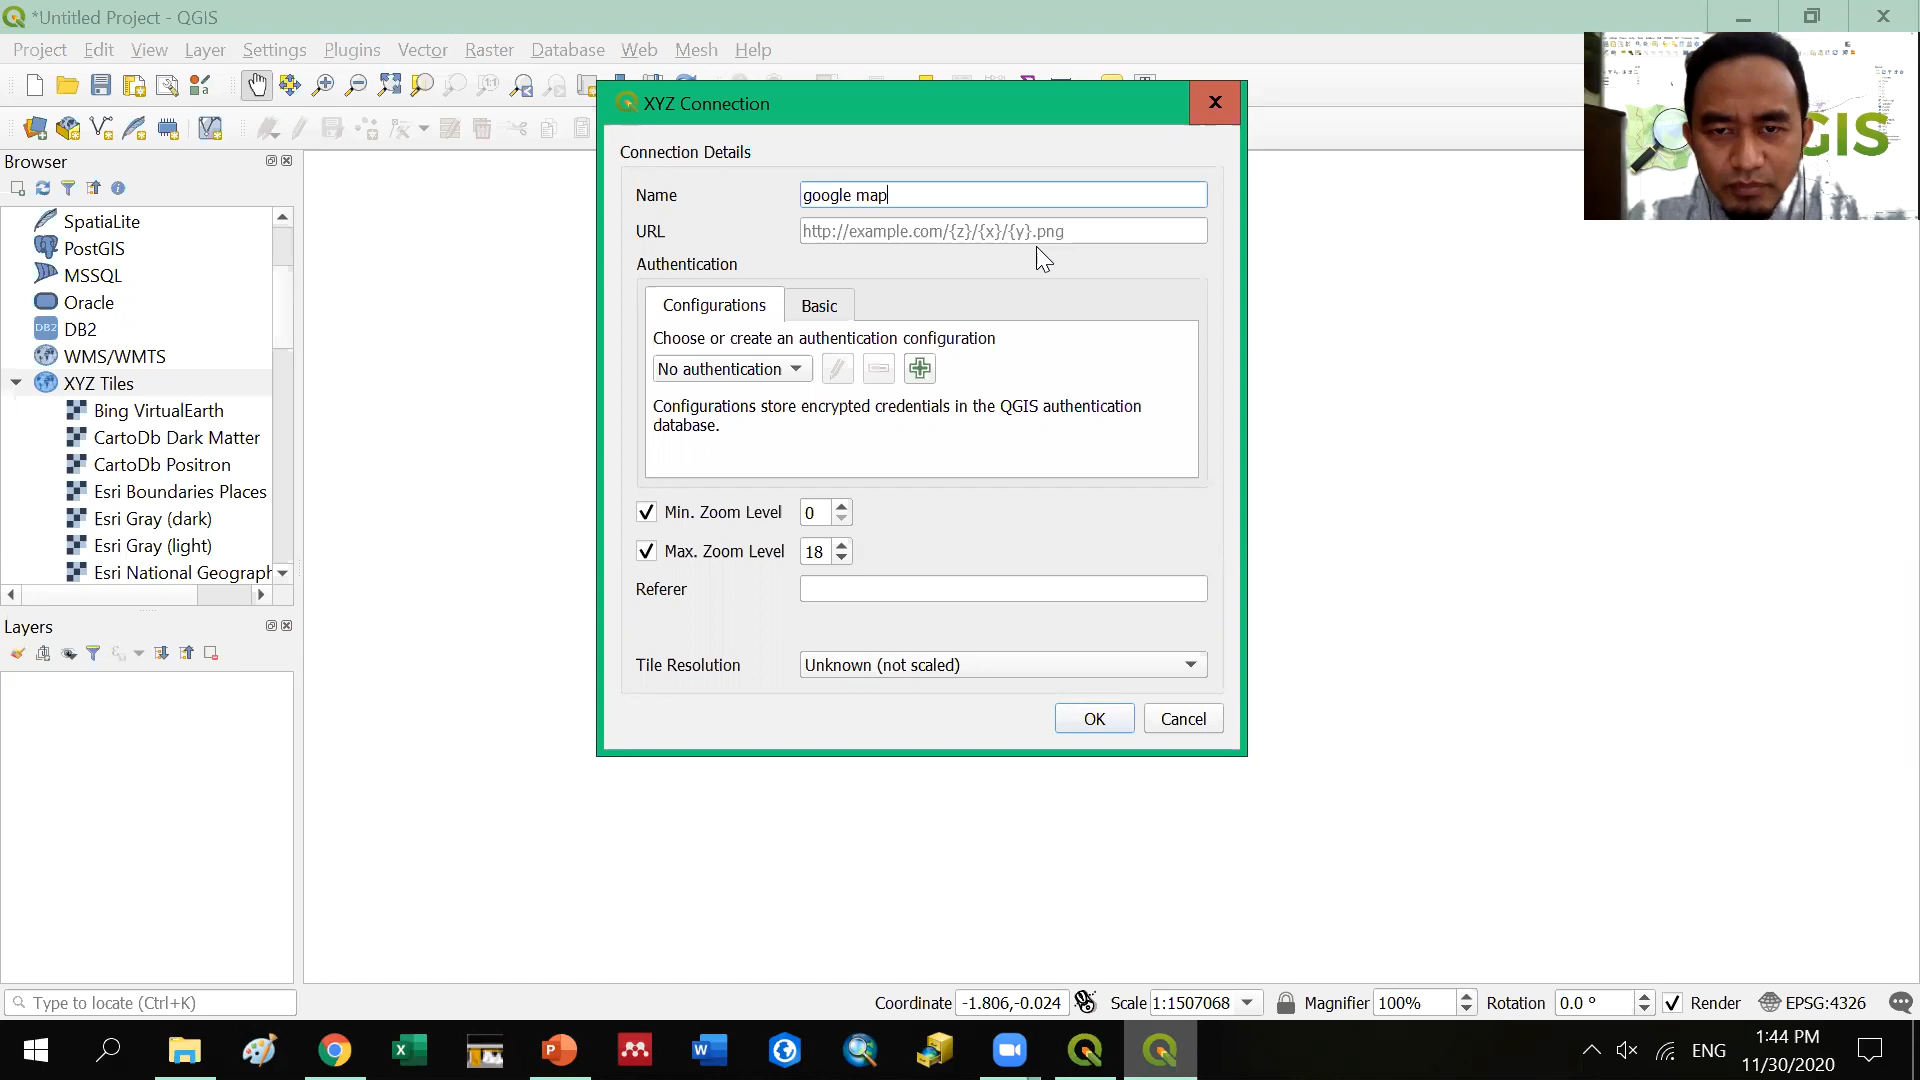 *Untitled Project - QGIS
Project Edit View Layer Settings Plugins Vector Raster Database Web Mesh Help
XYZ Connection
Connection Details
Name google map
URL http://example.com/{z}/{x}/{y}.png
Authentication
Configurations Basic
Choose or create an authentication configuration
No authentication
Configurations store encrypted credentials in the QGIS authentication
database.
Min. Zoom Level 0
Max. Zoom Level 18
Referer
Tile Resolution Unknown (not scaled)
OK Cancel
Browser
SpatiaLite
PostGIS
MSSQL
Oracle
DB2 DB2
WMS/WMTS
XYZ Tiles
Bing VirtualEarth
CartoDb Dark Matter
CartoDb Positron
Esri Boundaries Places
Esri Gray (dark)
Esri Gray (light)
Esri National Geograph
Layers
GIS
Type to locate (Ctrl+K)
Coordinate -1.806,-0.024 Scale 1:1507068 Magnifier 100% Rotation 0.0 ° Render EPSG:4326
ENG
1:44 PM
11/30/2020